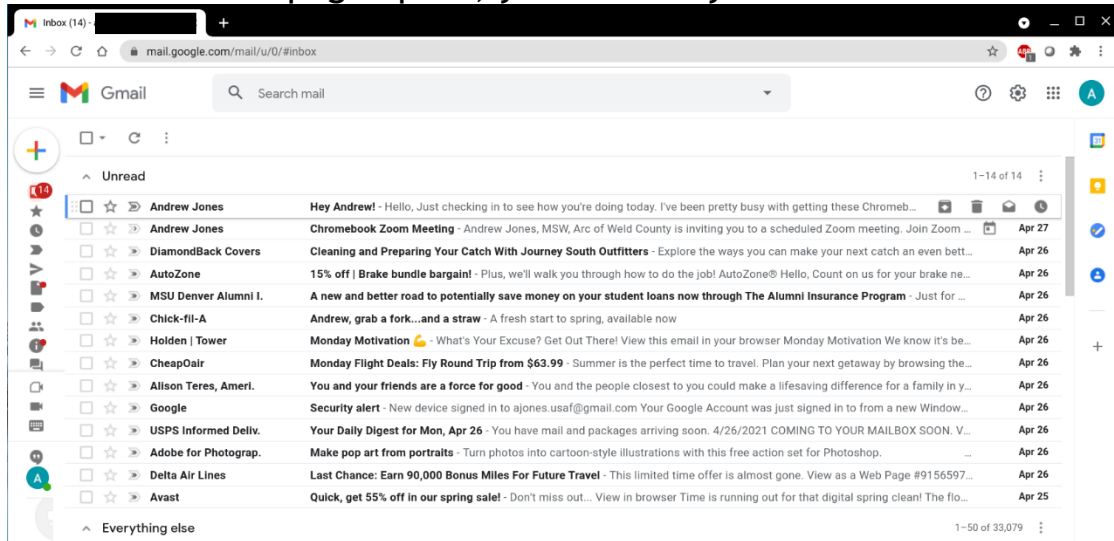 Inbox (14) -
mail.google.com/mail/u/0/#inbox
ABP
1
Gmail
Search mail
A
31
Unread
1–14 of 14
14
Andrew Jones Hey Andrew! - Hello, Just checking in to see how you're doing today. I've been pretty busy with getting these Chromeb...
Andrew Jones Chromebook Zoom Meeting - Andrew Jones, MSW, Arc of Weld County is inviting you to a scheduled Zoom meeting. Join Zoom ... Apr 27
DiamondBack Covers Cleaning and Preparing Your Catch With Journey South Outfitters - Explore the ways you can make your next catch an even bett... Apr 26
AutoZone 15% off | Brake bundle bargain! - Plus, we'll walk you through how to do the job! AutoZone® Hello, Count on us for your brake ne... Apr 26
MSU Denver Alumni I. A new and better road to potentially save money on your student loans now through The Alumni Insurance Program - Just for ... Apr 26
Chick-fil-A Andrew, grab a fork...and a straw - A fresh start to spring, available now Apr 26
Holden | Tower Monday Motivation 💪 - What's Your Excuse? Get Out There! View this email in your browser Monday Motivation We know it's be... Apr 26
CheapOair Monday Flight Deals: Fly Round Trip from $63.99 - Summer is the perfect time to travel. Plan your next getaway by browsing the... Apr 26
Alison Teres, Ameri. You and your friends are a force for good - You and the people closest to you could make a lifesaving difference for a family in y... Apr 26
Google Security alert - New device signed in to ajones.usaf@gmail.com Your Google Account was just signed in to from a new Window... Apr 26
USPS Informed Deliv. Your Daily Digest for Mon, Apr 26 - You have mail and packages arriving soon. 4/26/2021 COMING TO YOUR MAILBOX SOON. V... Apr 26
Adobe for Photograp. Make pop art from portraits - Turn photos into cartoon-style illustrations with this free action set for Photoshop. ... Apr 26
Delta Air Lines Last Chance: Earn 90,000 Bonus Miles For Future Travel - This limited time offer is almost gone. View as a Web Page #9156597... Apr 26
Avast Quick, get 55% off in our spring sale! - Don't miss out... View in browser Time is running out for that digital spring clean! The flo... Apr 25
A
Everything else
1–50 of 33,079